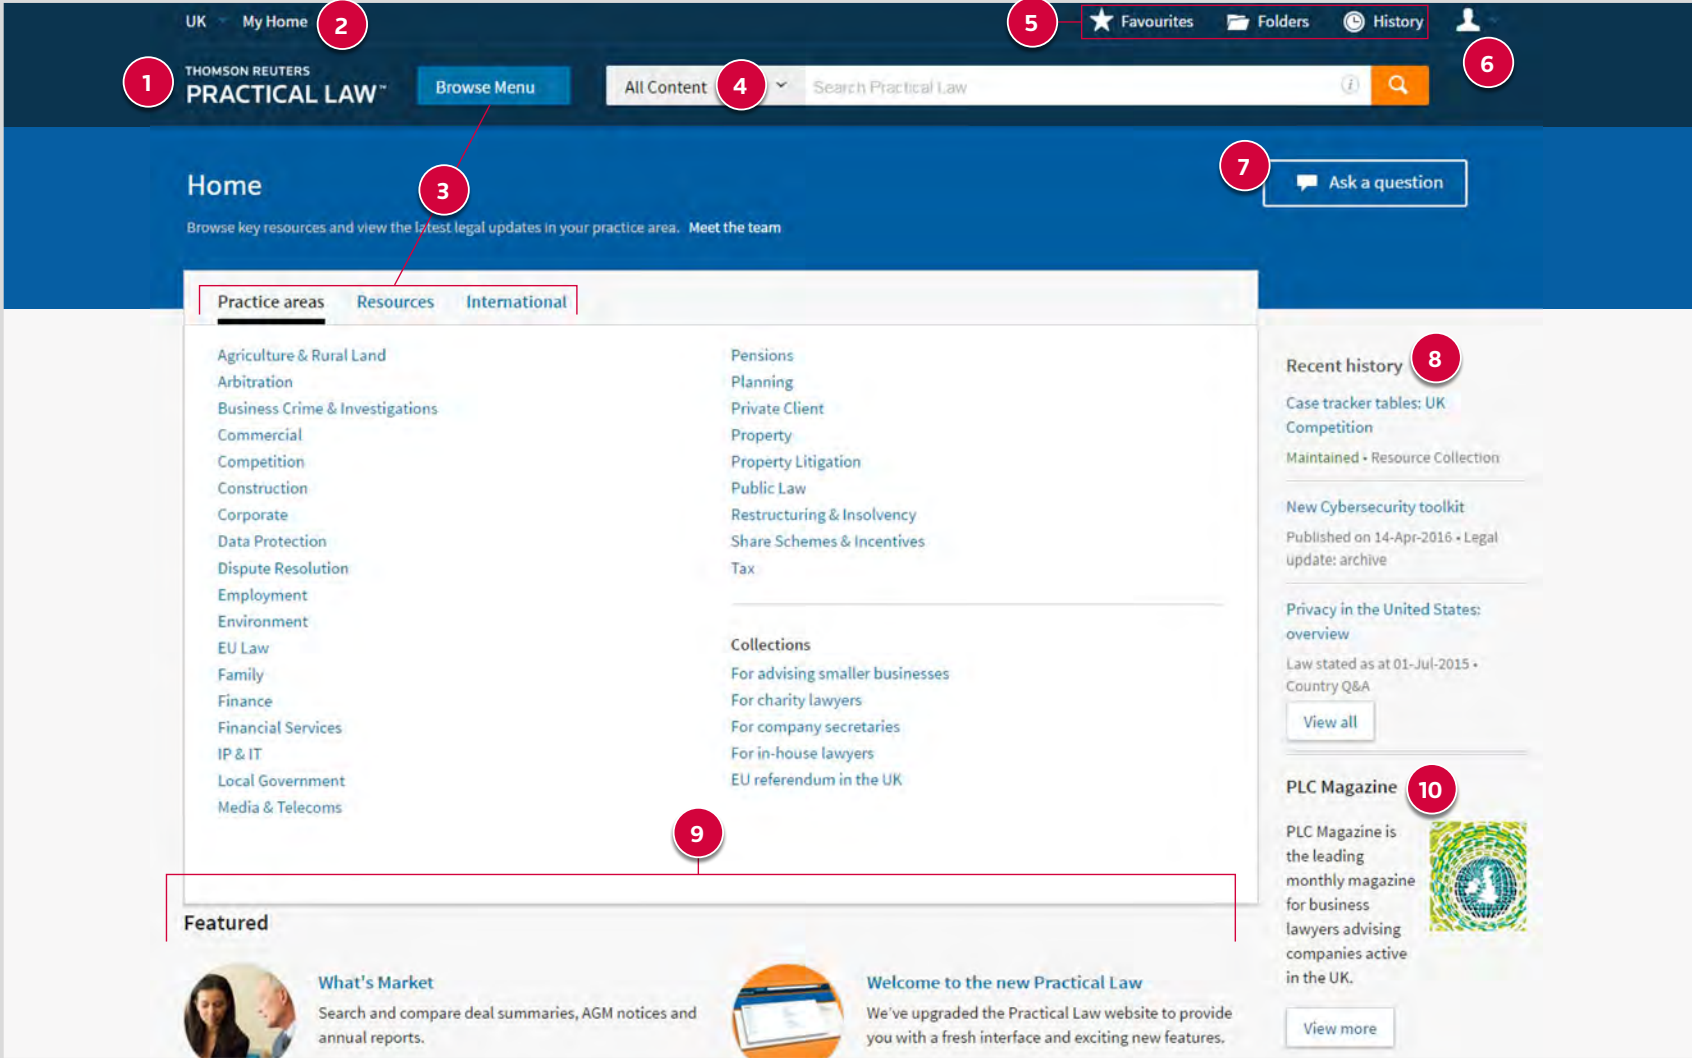 UK My Home 2 5 Favourites Folders History
6
1 THOMSON REUTERS
PRACTICAL LAW™ Browse Menu All Content 4 Search Practical Law i
Home
3
7 Ask a question
Browse key resources and view the latest legal updates in your practice area. Meet the team
Practice areas Resources International
Agriculture & Rural Land
Arbitration
Business Crime & Investigations
Commercial
Competition
Construction
Corporate
Data Protection
Dispute Resolution
Employment
Environment
EU Law
Family
Finance
Financial Services
IP & IT
Local Government
Media & Telecoms
Pensions
Planning
Private Client
Property
Property Litigation
Public Law
Restructuring & Insolvency
Share Schemes & Incentives
Tax
Collections
For advising smaller businesses
For charity lawyers
For company secretaries
For in-house lawyers
EU referendum in the UK
Recent history 8
Case tracker tables: UK
Competition
Maintained • Resource Collection
New Cybersecurity toolkit
Published on 14-Apr-2016 • Legal
update: archive
Privacy in the United States:
overview
Law stated as at 01-Jul-2015 •
Country Q&A
View all
PLC Magazine 10
PLC Magazine is
the leading
monthly magazine
for business
lawyers advising
companies active
in the UK.
View more
9
Featured
What's Market
Search and compare deal summaries, AGM notices and
annual reports.
Welcome to the new Practical Law
We've upgraded the Practical Law website to provide
you with a fresh interface and exciting new features.